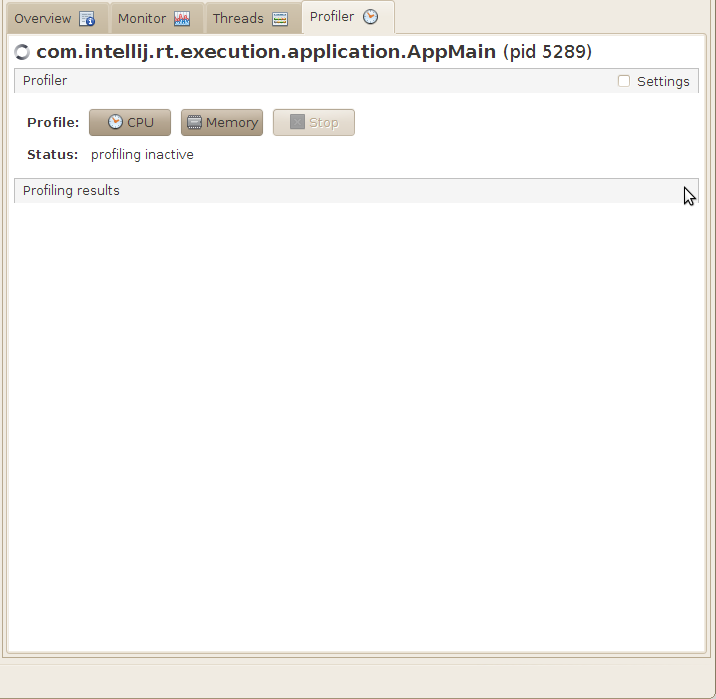 Overview Monitor Threads Profiler
com.intellij.rt.execution.application.AppMain (pid 5289)
Profiler Settings
Profile: CPU Memory Stop
Status: profiling inactive
Profiling results